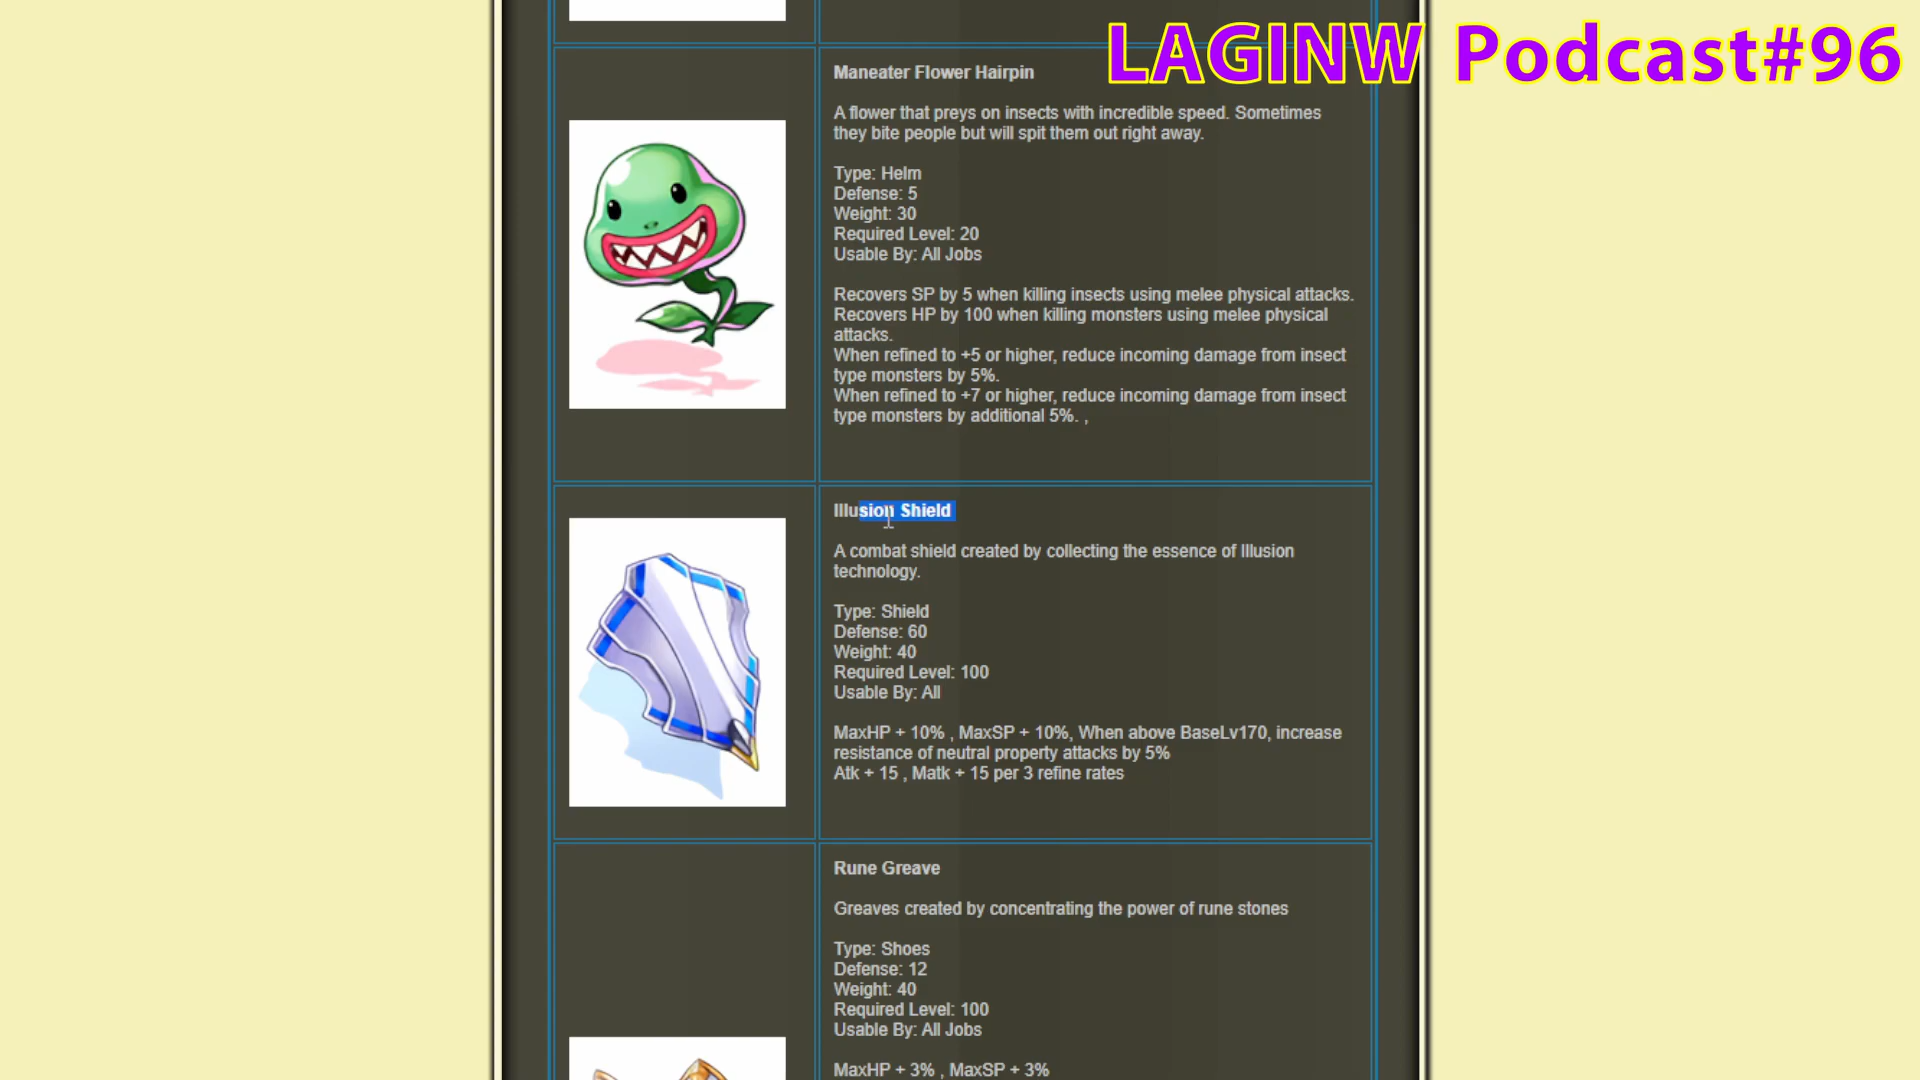 LAGINW Podcast#96
Maneater Flower Hairpin
A flower that preys on insects with incredible speed. Sometimes
they bite people but will spit them out right away.
Type: Helm
Defense: 5
Weight: 30
Required Level: 20
Usable By: All Jobs
Recovers SP by 5 when killing insects using melee physical attacks.
Recovers HP by 100 when killing monsters using melee physical
attacks.
When refined to +5 or higher, reduce incoming damage from insect
type monsters by 5%.
When refined to +7 or higher, reduce incoming damage from insect
type monsters by additional 5%. ,
Illusion Shield
A combat shield created by collecting the essence of Illusion
technology.
Type: Shield
Defense: 60
Weight: 40
Required Level: 100
Usable By: All
MaxHP + 10% , MaxSP + 10%, When above BaseLv170, increase
resistance of neutral property attacks by 5%
Atk + 15 , Matk + 15 per 3 refine rates
Rune Greave
Greaves created by concentrating the power of rune stones
Type: Shoes
Defense: 12
Weight: 40
Required Level: 100
Usable By: All Jobs
MaxHP + 3% , MaxSP + 3%